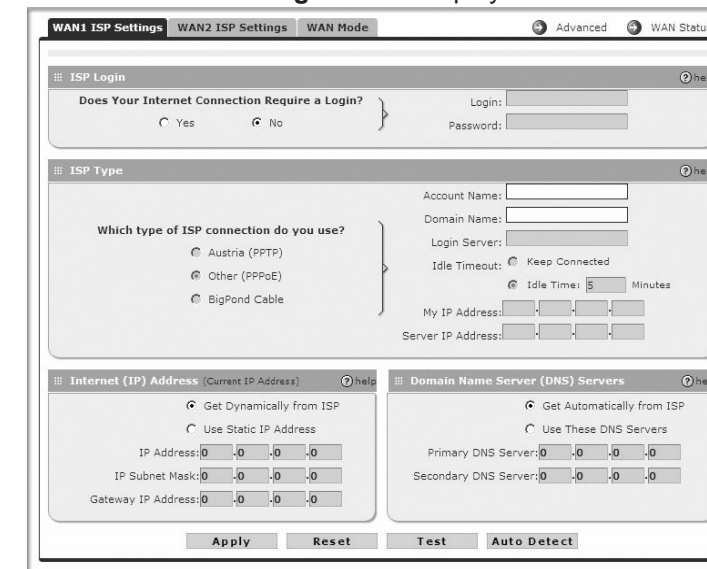 WAN1 ISP Settings WAN2 ISP Settings WAN Mode Advanced WAN Statu
ISP Login ? he
Does Your Internet Connection Require a Login? Login:
Yes No Password:
ISP Type ? he
Account Name:
Domain Name:
Which type of ISP connection do you use? Login Server:
Austria (PPTP) Idle Timeout: Keep Connected
Other (PPPoE) Idle Time: 5 Minutes
BigPond Cable My IP Address: . . .
Server IP Address: . . .
Internet (IP) Address (Current IP Address) ? help Domain Name Server (DNS) Servers ? he
Get Dynamically from ISP Get Automatically from ISP
Use Static IP Address Use These DNS Servers
IP Address: 0 .0 .0 .0 Primary DNS Server: 0 .0 .0 .0
IP Subnet Mask: 0 .0 .0 .0 Secondary DNS Server: 0 .0 .0 .0
Gateway IP Address: 0 .0 .0 .0
Apply Reset Test Auto Detect